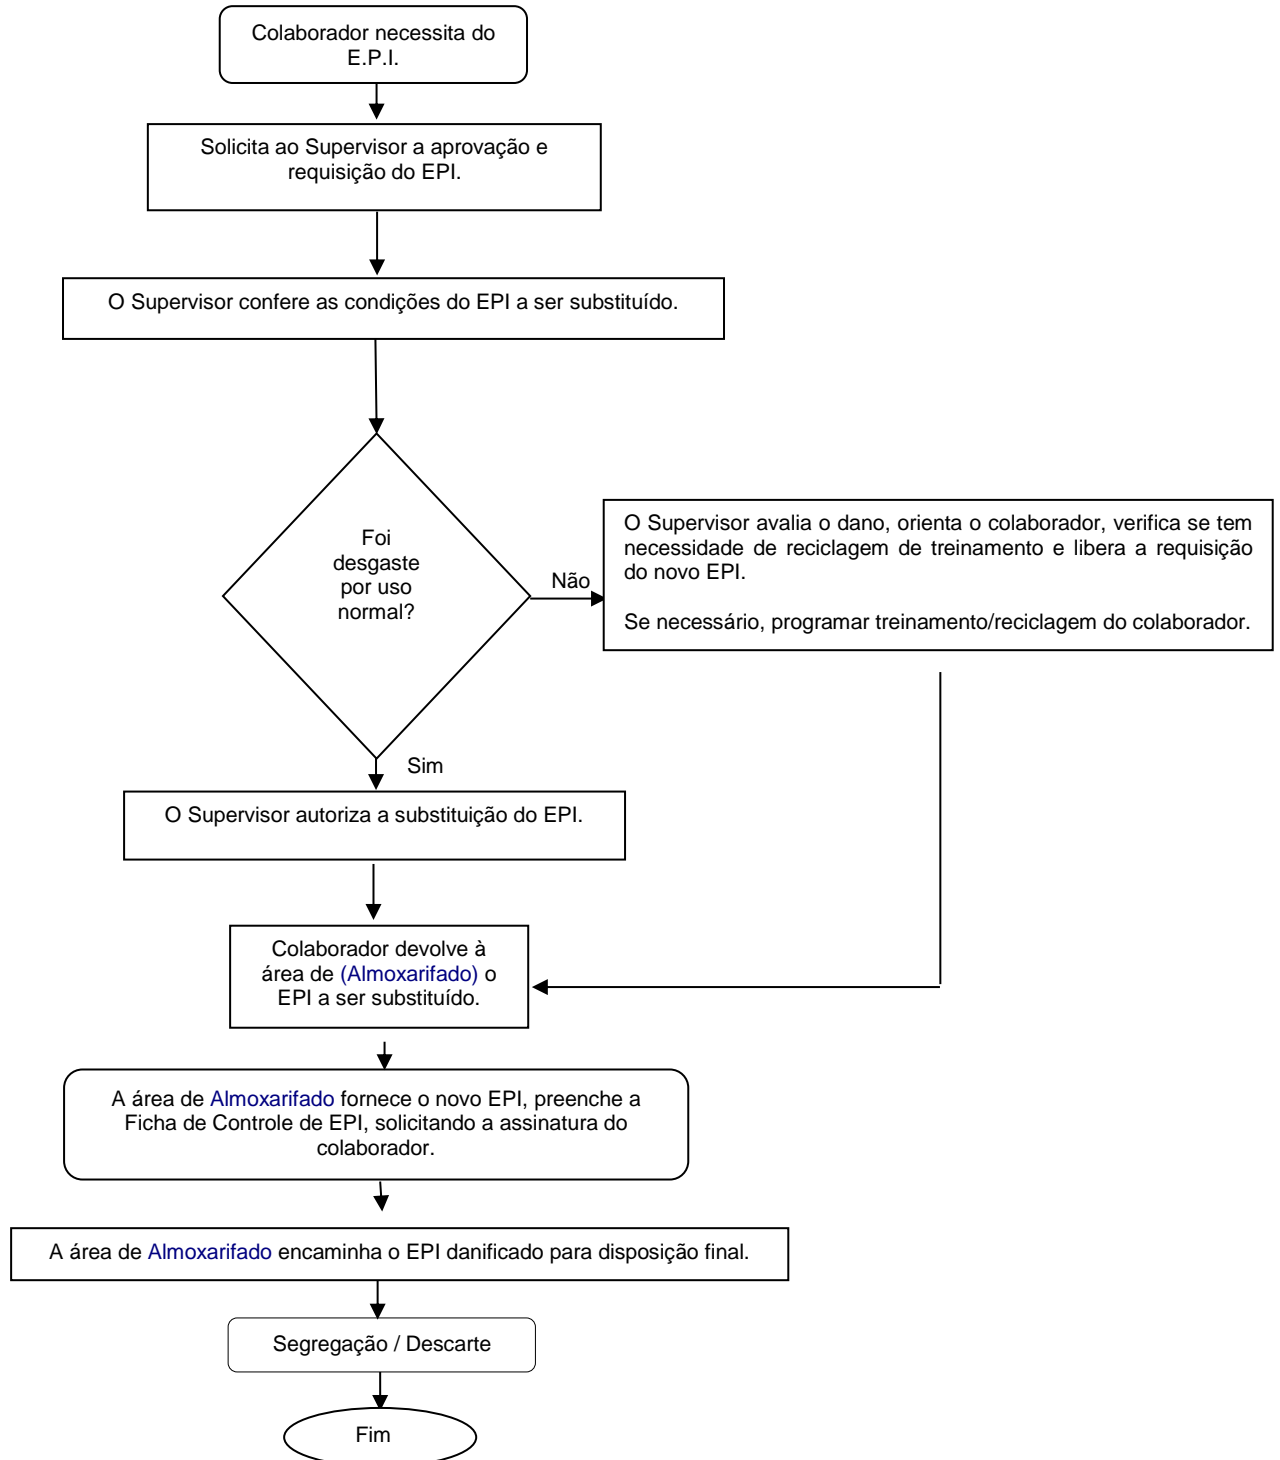 Colaborador necessita do
E.P.I.
Solicita ao Supervisor a aprovação e
requisição do EPI.
O Supervisor confere as condições do EPI a ser substituído.
Foi
desgaste
por uso
normal?
Não
O Supervisor avalia o dano, orienta o colaborador, verifica se tem
necessidade de reciclagem de treinamento e libera a requisição
do novo EPI.
Se necessário, programar treinamento/reciclagem do colaborador.
Sim
O Supervisor autoriza a substituição do EPI.
Colaborador devolve à
área de (Almoxarifado) o
EPI a ser substituído.
A área de Almoxarifado fornece o novo EPI, preenche a
Ficha de Controle de EPI, solicitando a assinatura do
colaborador.
A área de Almoxarifado encaminha o EPI danificado para disposição final.
Segregação / Descarte
Fim